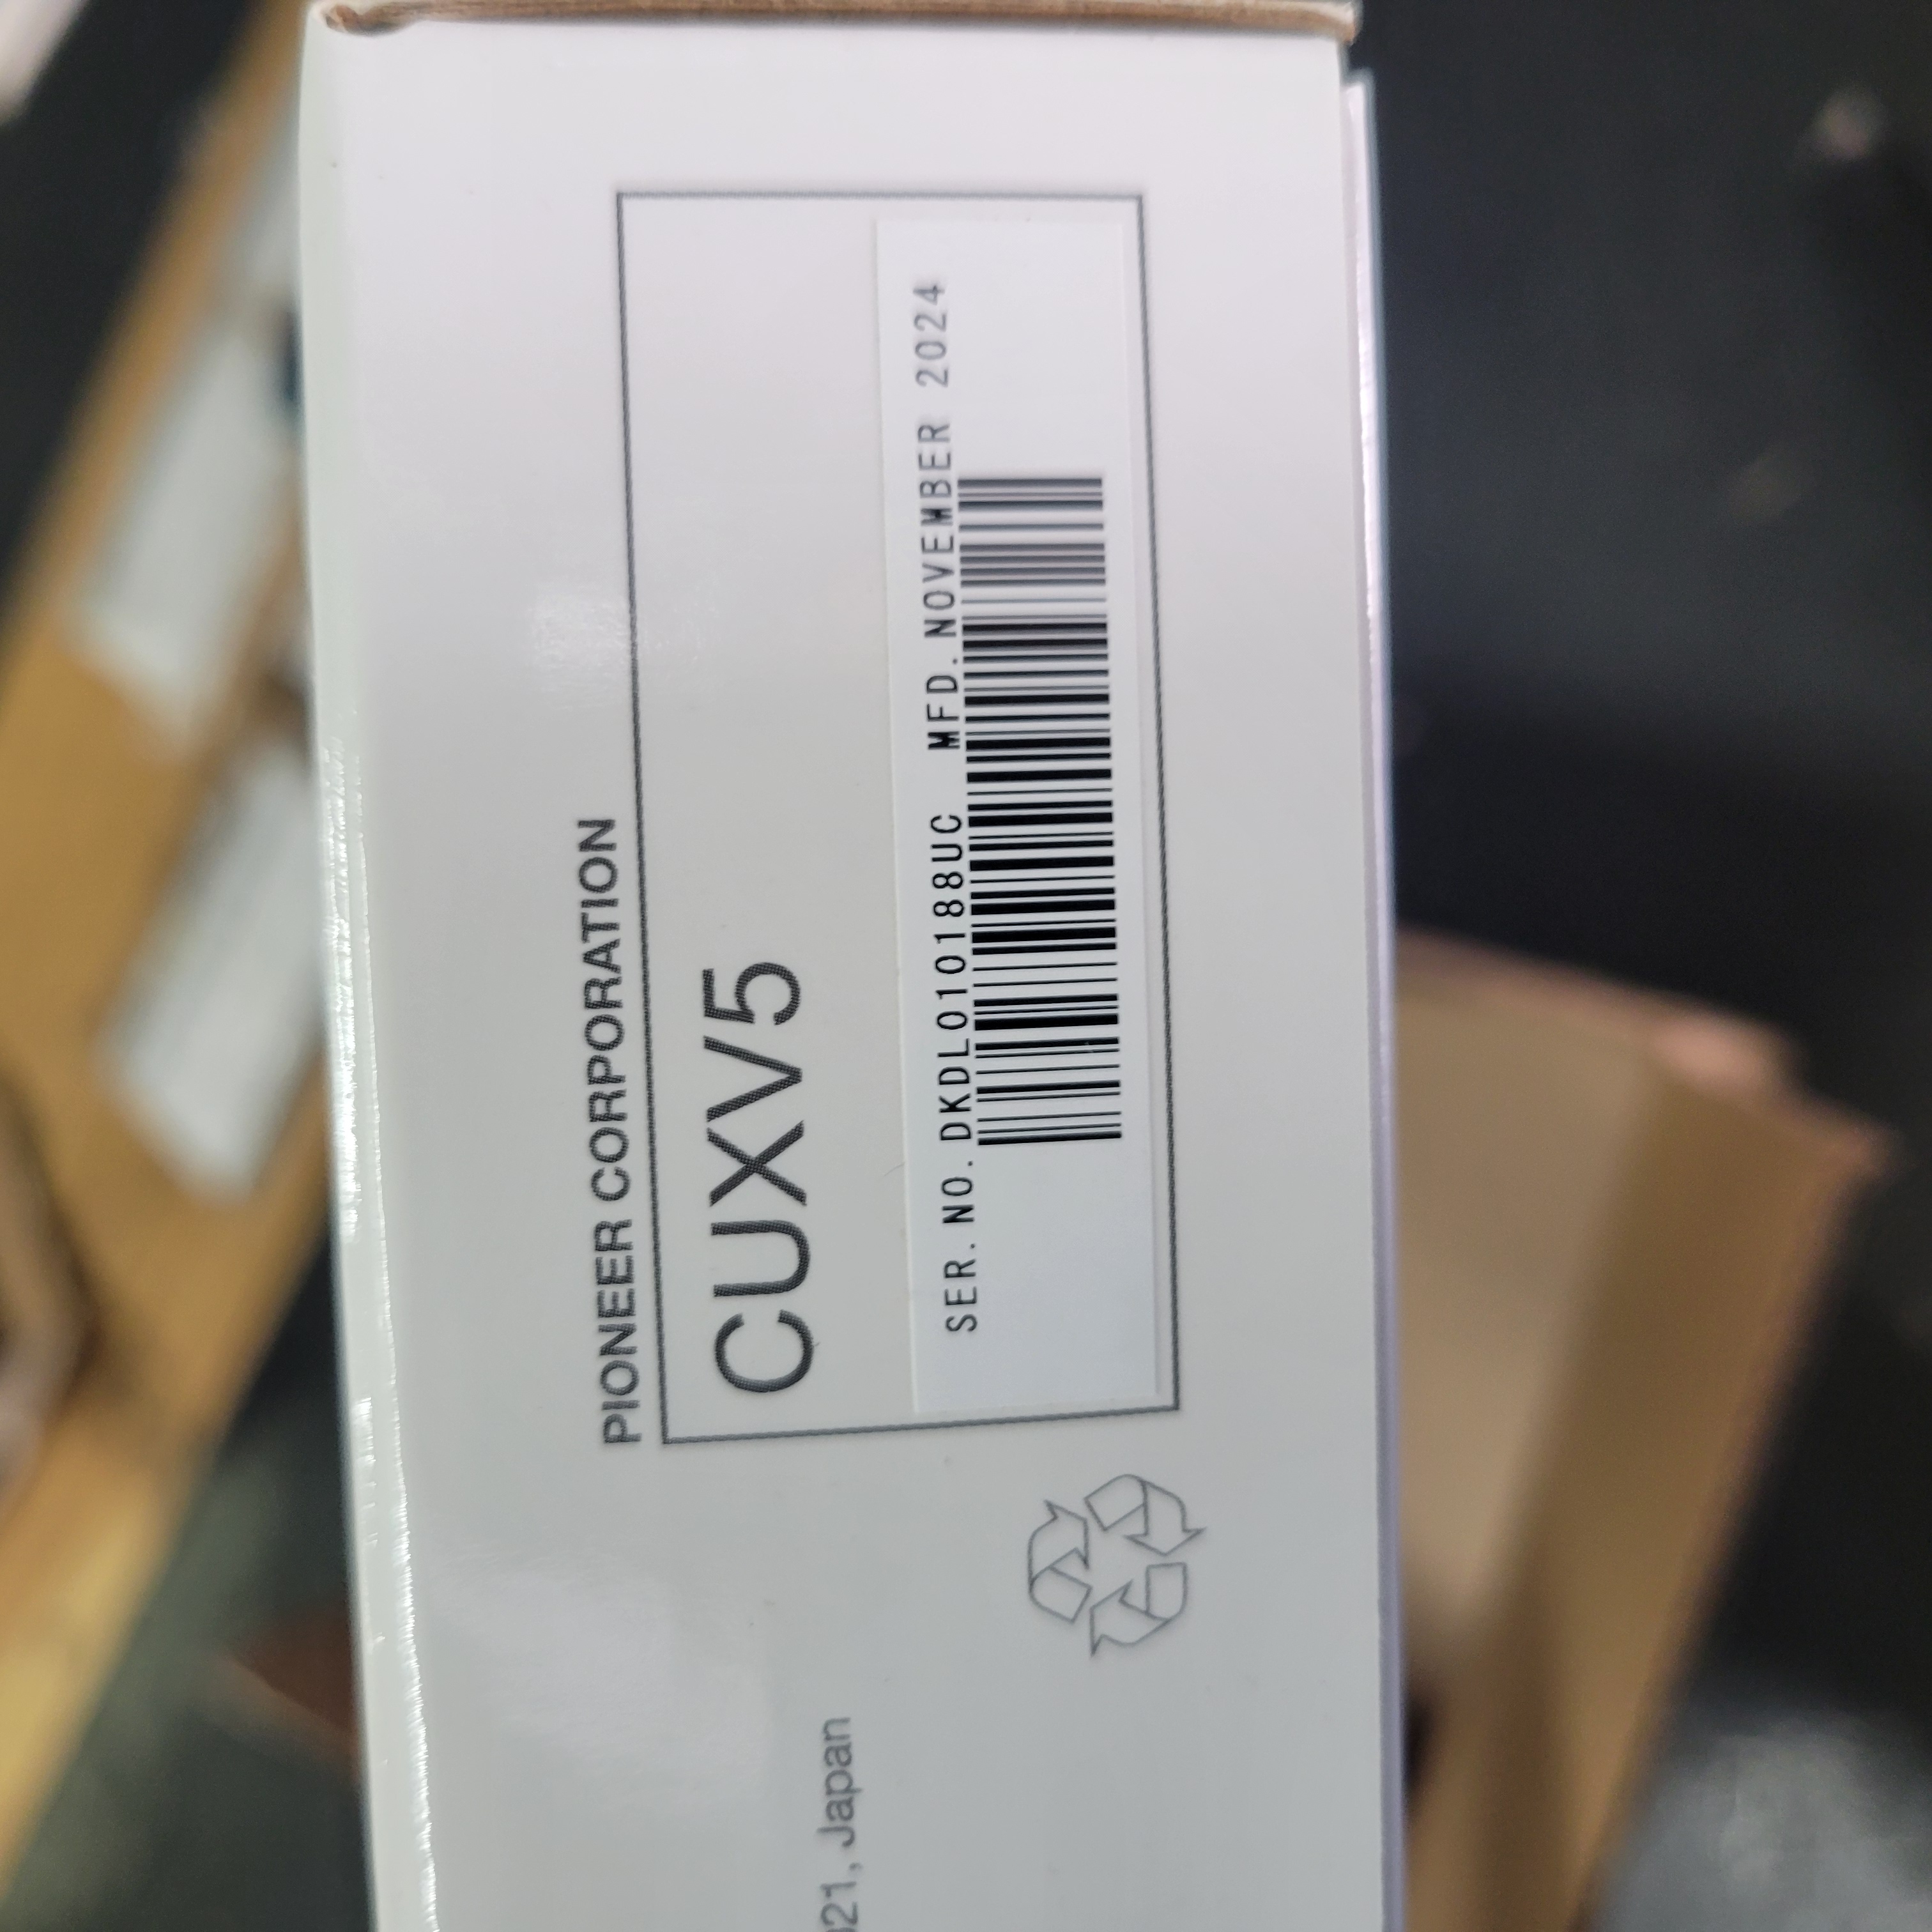 PIONEER CORPORATION
CUXV5
SER. NO. DKDL010188UC MFD. NOVEMBER 2024
21, Japan